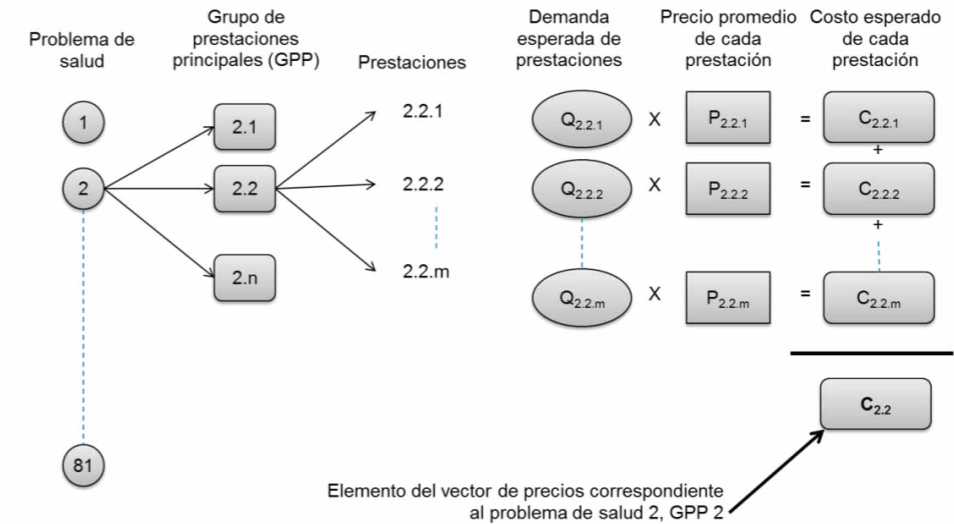 Problema de
salud
Grupo de
prestaciones
principales (GPP)
Prestaciones
Demanda
esperada de
prestaciones
Precio promedio
de cada
prestación
Costo esperado
de cada
prestación
1
2.1
2.2.1
Q2.2.1 X P2.2.1 = C2.2.1
+
2
2.2
2.2.2
Q2.2.2 X P2.2.2 = C2.2.2
+
2.n
2.2.m
Q2.2.m X P2.2.m = C2.2.m
C2.2
81
Elemento del vector de precios correspondiente
al problema de salud 2, GPP 2